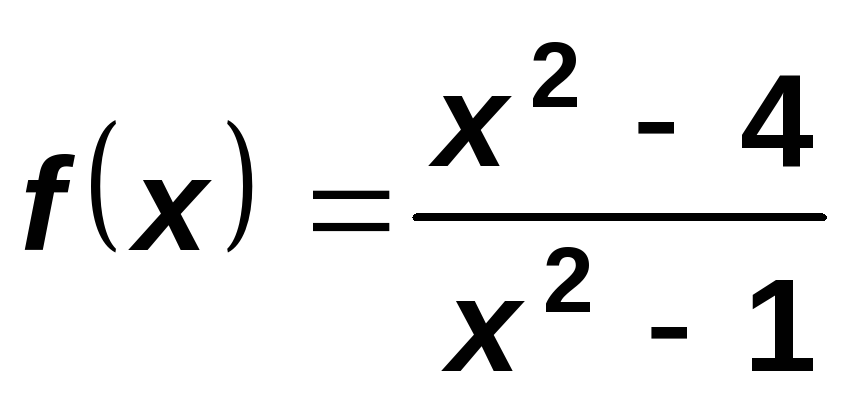 f(x) = (x² - 4) / (x² - 1)